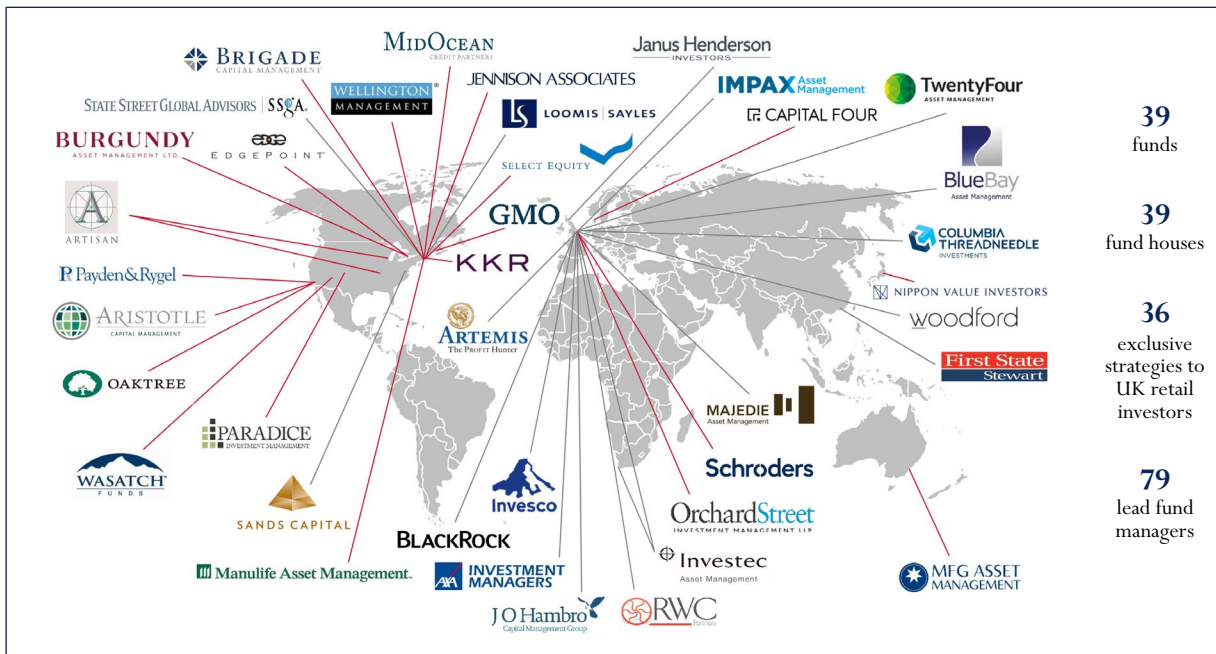 BRIGADE
CAPITAL MANAGEMENT
MIDOCEAN
CREDIT PARTNERS
Janus Henderson
INVESTORS
STATE STREET GLOBAL ADVISORS | SSgA®
WELLINGTON
MANAGEMENT®
JENNISON ASSOCIATES
IMPAX Asset
Management
TwentyFour
ASSET MANAGEMENT
BURGUNDY
ASSET MANAGEMENT LTD.
edge
EDGEPOINT
LS LOOMIS | SAYLES
CAPITAL FOUR
SELECT EQUITY
BlueBay
Asset Management
A
ARTISAN
GMO
KKR
COLUMBIA
THREADNEEDLE
INVESTMENTS
Payden&Rygel
NIPPON VALUE INVESTORS
ARISTOTLE
CAPITAL MANAGEMENT
ARTEMIS
The PROFIT Hunter
woodford
OAKTREE
First State
Stewart
PARADICE
INVESTMENT MANAGEMENT
MAJEDIE
Asset Management
WASATCH®
FUNDS
SANDS CAPITAL
Invesco
Schroders
OrchardStreet
INVESTMENT MANAGEMENT LLP
BLACKROCK
Manulife Asset Management™
AXA INVESTMENT
MANAGERS
Investec
Asset Management
MFG ASSET
MANAGEMENT
J O Hambro
Capital Management Group
RWC
Partners
39
funds
39
fund houses
36
exclusive
strategies to
UK retail
investors
79
lead fund
managers